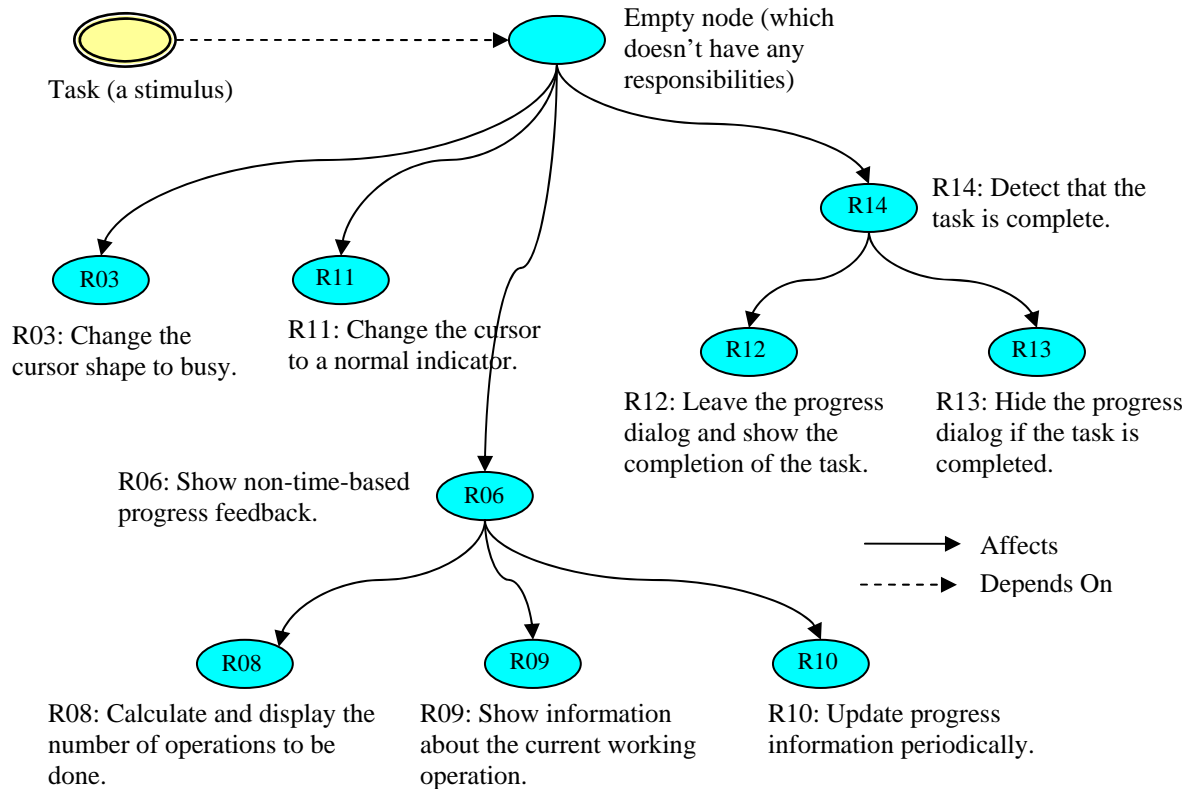 Task (a stimulus)
Empty node (which
doesn’t have any
responsibilities)
R03
R03: Change the
cursor shape to busy.
R11
R11: Change the cursor
to a normal indicator.
R14
R14: Detect that the
task is complete.
R12
R12: Leave the progress
dialog and show the
completion of the task.
R13
R13: Hide the progress
dialog if the task is
completed.
R06: Show non-time-based
progress feedback.
R06
Affects
Depends On
R08
R08: Calculate and display the
number of operations to be
done.
R09
R09: Show information
about the current working
operation.
R10
R10: Update progress
information periodically.